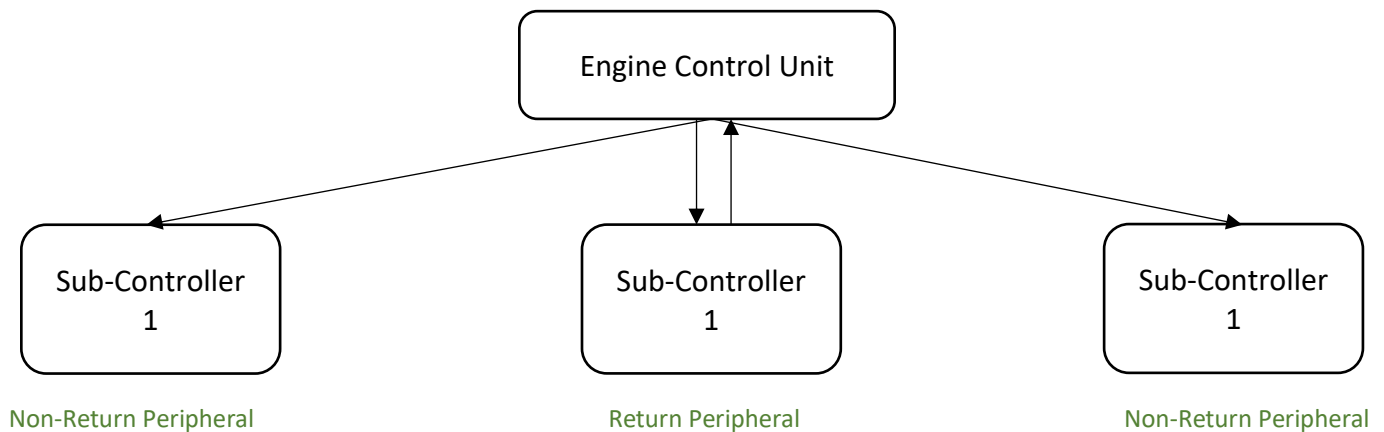 Engine Control Unit
Sub-Controller
1
Sub-Controller
1
Sub-Controller
1
Non-Return Peripheral
Return Peripheral
Non-Return Peripheral